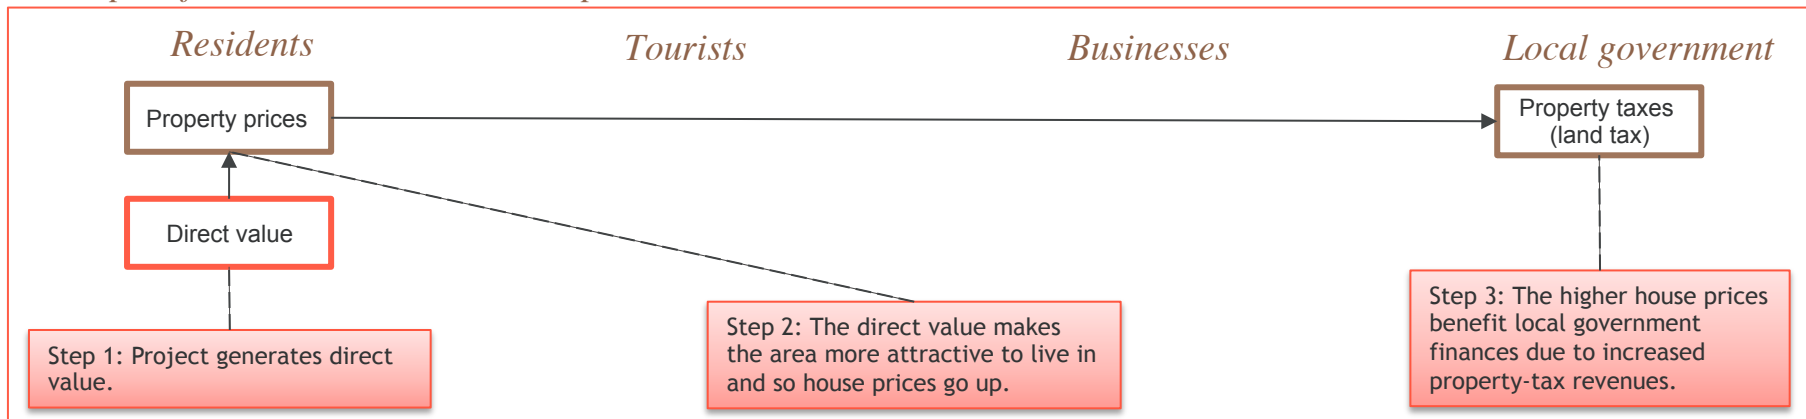 Residents
Tourists
Businesses
Local government
Property prices
Property taxes
(land tax)
Direct value
Step 1: Project generates direct
value.
Step 2: The direct value makes
the area more attractive to live in
and so house prices go up.
Step 3: The higher house prices
benefit local government
finances due to increased
property-tax revenues.